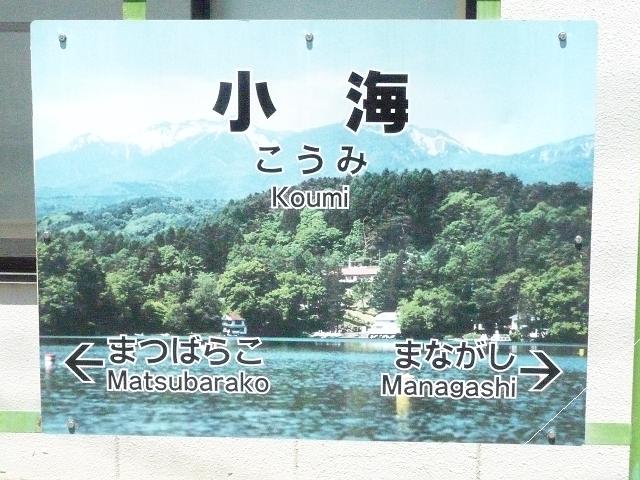 小海
こうみ
Koumi
←まつばらこ
Matsubarako
まながし→
Managashi